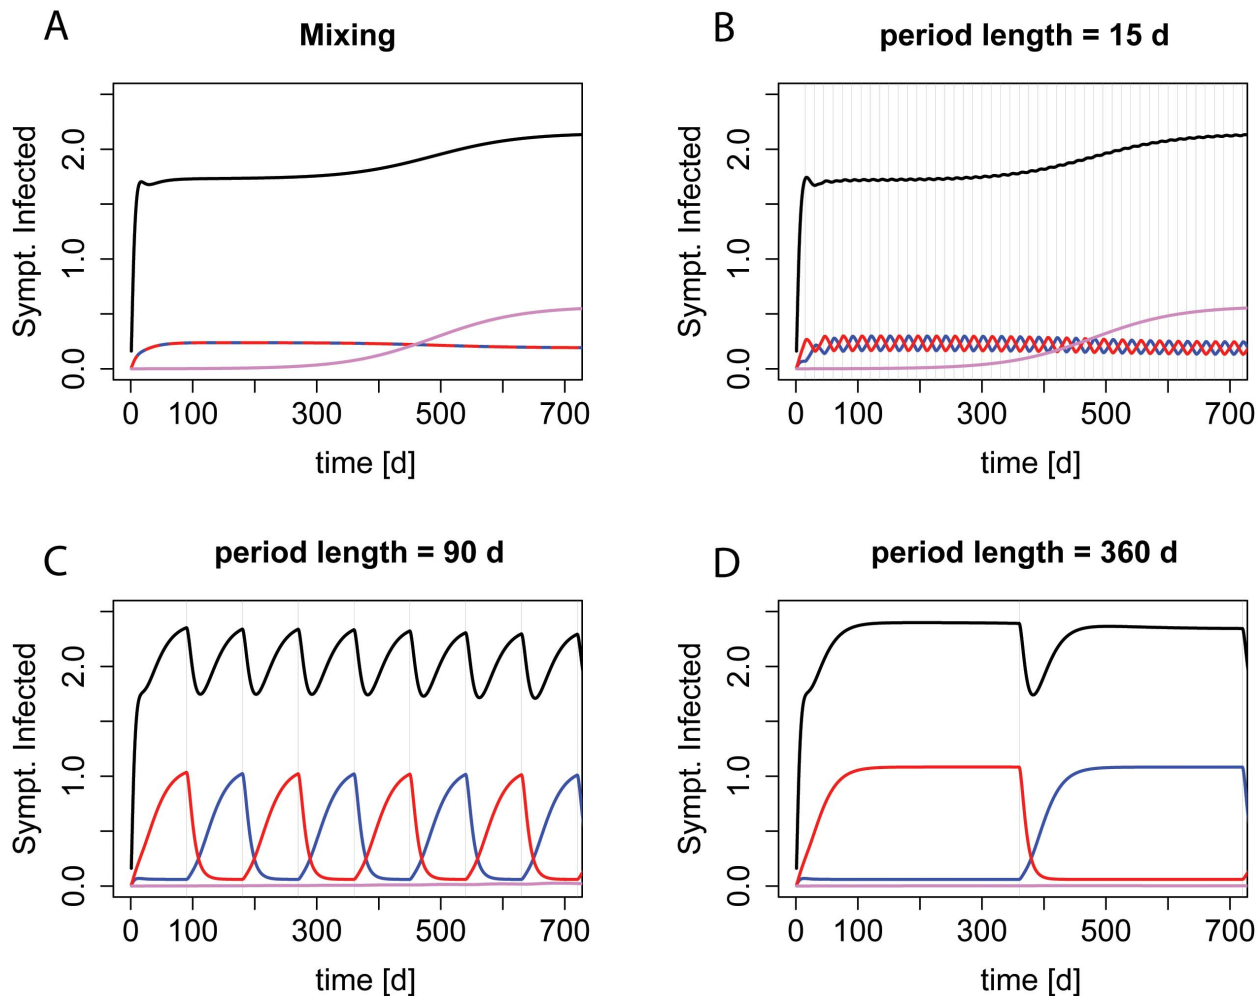 A
Mixing
Sympt. Infected
0.0 1.0 2.0
0 100 300 500 700
time [d]
B
period length = 15 d
Sympt. Infected
0.0 1.0 2.0
0 100 300 500 700
time [d]
C
period length = 90 d
Sympt. Infected
0.0 1.0 2.0
0 100 300 500 700
time [d]
D
period length = 360 d
Sympt. Infected
0.0 1.0 2.0
0 100 300 500 700
time [d]